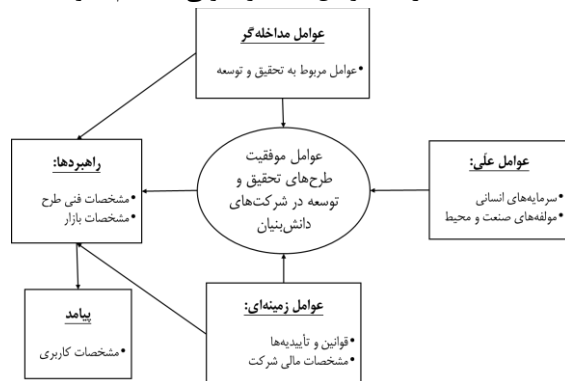 عوامل مداخله‌گر
•عوامل مربوط به تحقیق و توسعه
راهبردها:
•مشخصات فنی طرح
•مشخصات بازار
عوامل موفقیت
طرح‌های تحقیق و
توسعه در شرکت‌های
دانش‌بنیان
عوامل علّی:
•سرمایه‌های انسانی
•مولفه‌های صنعت و محیط
پیامد
•مشخصات کاربری
عوامل زمینه‌ای:
•قوانین و تأییدیه‌ها
•مشخصات مالی شرکت